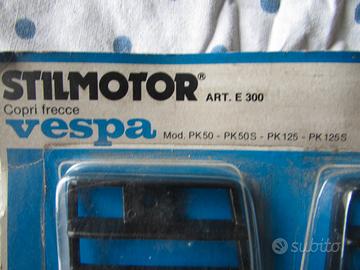 STILMOTOR® ART. E 300
Copri frecce
vespa Mod. PK50 - PK50S - PK125 - PK125S
subito